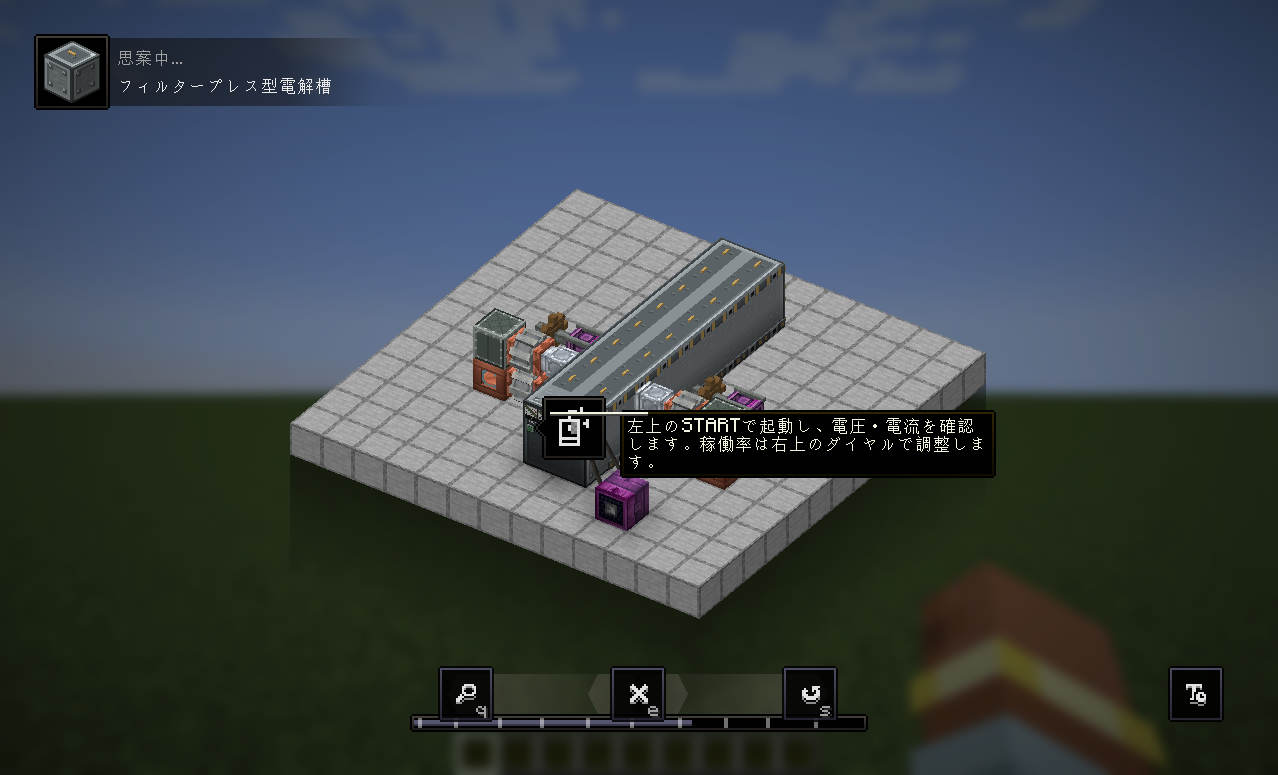 思案中...
フィルタープレス型電解槽
左上のSTARTで起動し、電圧・電流を確認
します。稼働率は右上のダイヤルで調整しま
す。
q
e
s